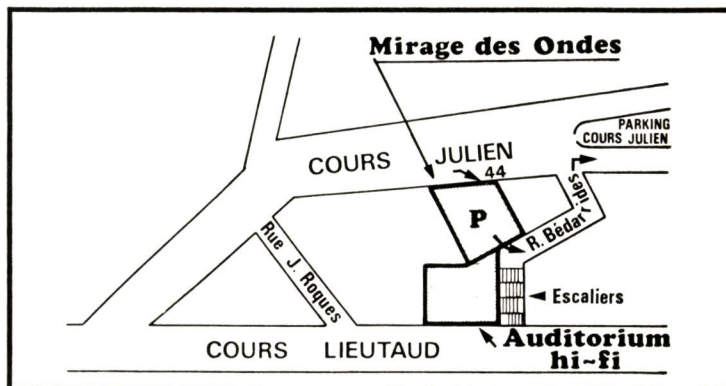 Mirage des Ondes
PARKING
COURS JULIEN
COURS JULIEN
44
P
R. Bédarrides
Rue J. Roques
Escaliers
COURS LIEUTAUD
Auditorium
hi-fi